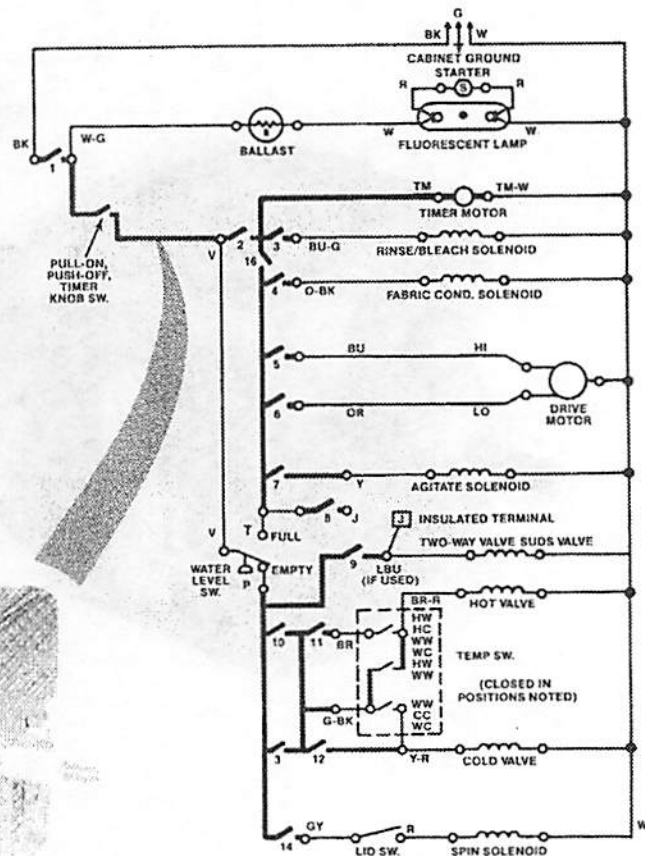 G
BK W
CABINET GROUND
STARTER
R S R
W W
BALLAST FLUORESCENT LAMP
BK 1 W-G
TM TM-W
TIMER MOTOR
V 2 3 BU-G
RINSE/BLEACH SOLENOID
PULL-ON,
PUSH-OFF,
TIMER
KNOB SW.
16
4 O-BK
FABRIC COND. SOLENOID
5 BU HI
6 OR LO
DRIVE
MOTOR
7 Y
AGITATE SOLENOID
8 J
T FULL
J INSULATED TERMINAL
V
WATER
LEVEL
SW.
P
EMPTY
9 LBU
(IF USED)
TWO-WAY VALVE SUDS VALVE
BR-R
HOT VALVE
10 11 BR
HW
HC
WW
WC
HW
WW
TEMP SW.
(CLOSED IN
POSITIONS NOTED)
G-BK
WW
CC
WC
3 12 Y-R
COLD VALVE
14 GY
LID SW.
R
SPIN SOLENOID
W